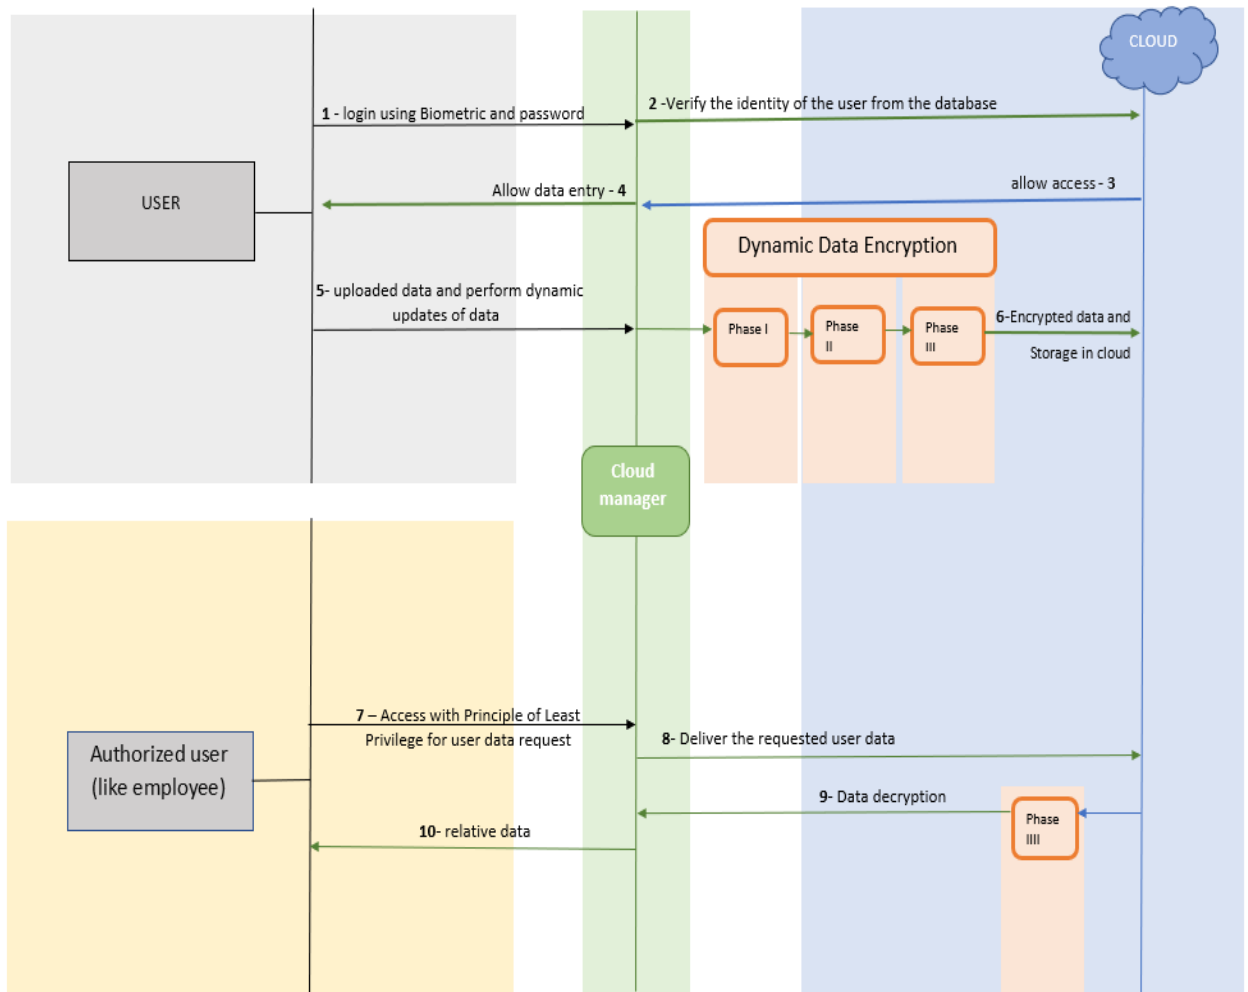 CLOUD
1 - login using Biometric and password
2 -Verify the identity of the user from the database
USER
Allow data entry - 4
allow access - 3
Dynamic Data Encryption
5- uploaded data and perform dynamic
updates of data
Phase I
Phase
II
Phase
III
6-Encrypted data and
Storage in cloud
Cloud
manager
7 – Access with Principle of Least
Privilege for user data request
Authorized user
(like employee)
8- Deliver the requested user data
9- Data decryption
Phase
IIII
10- relative data